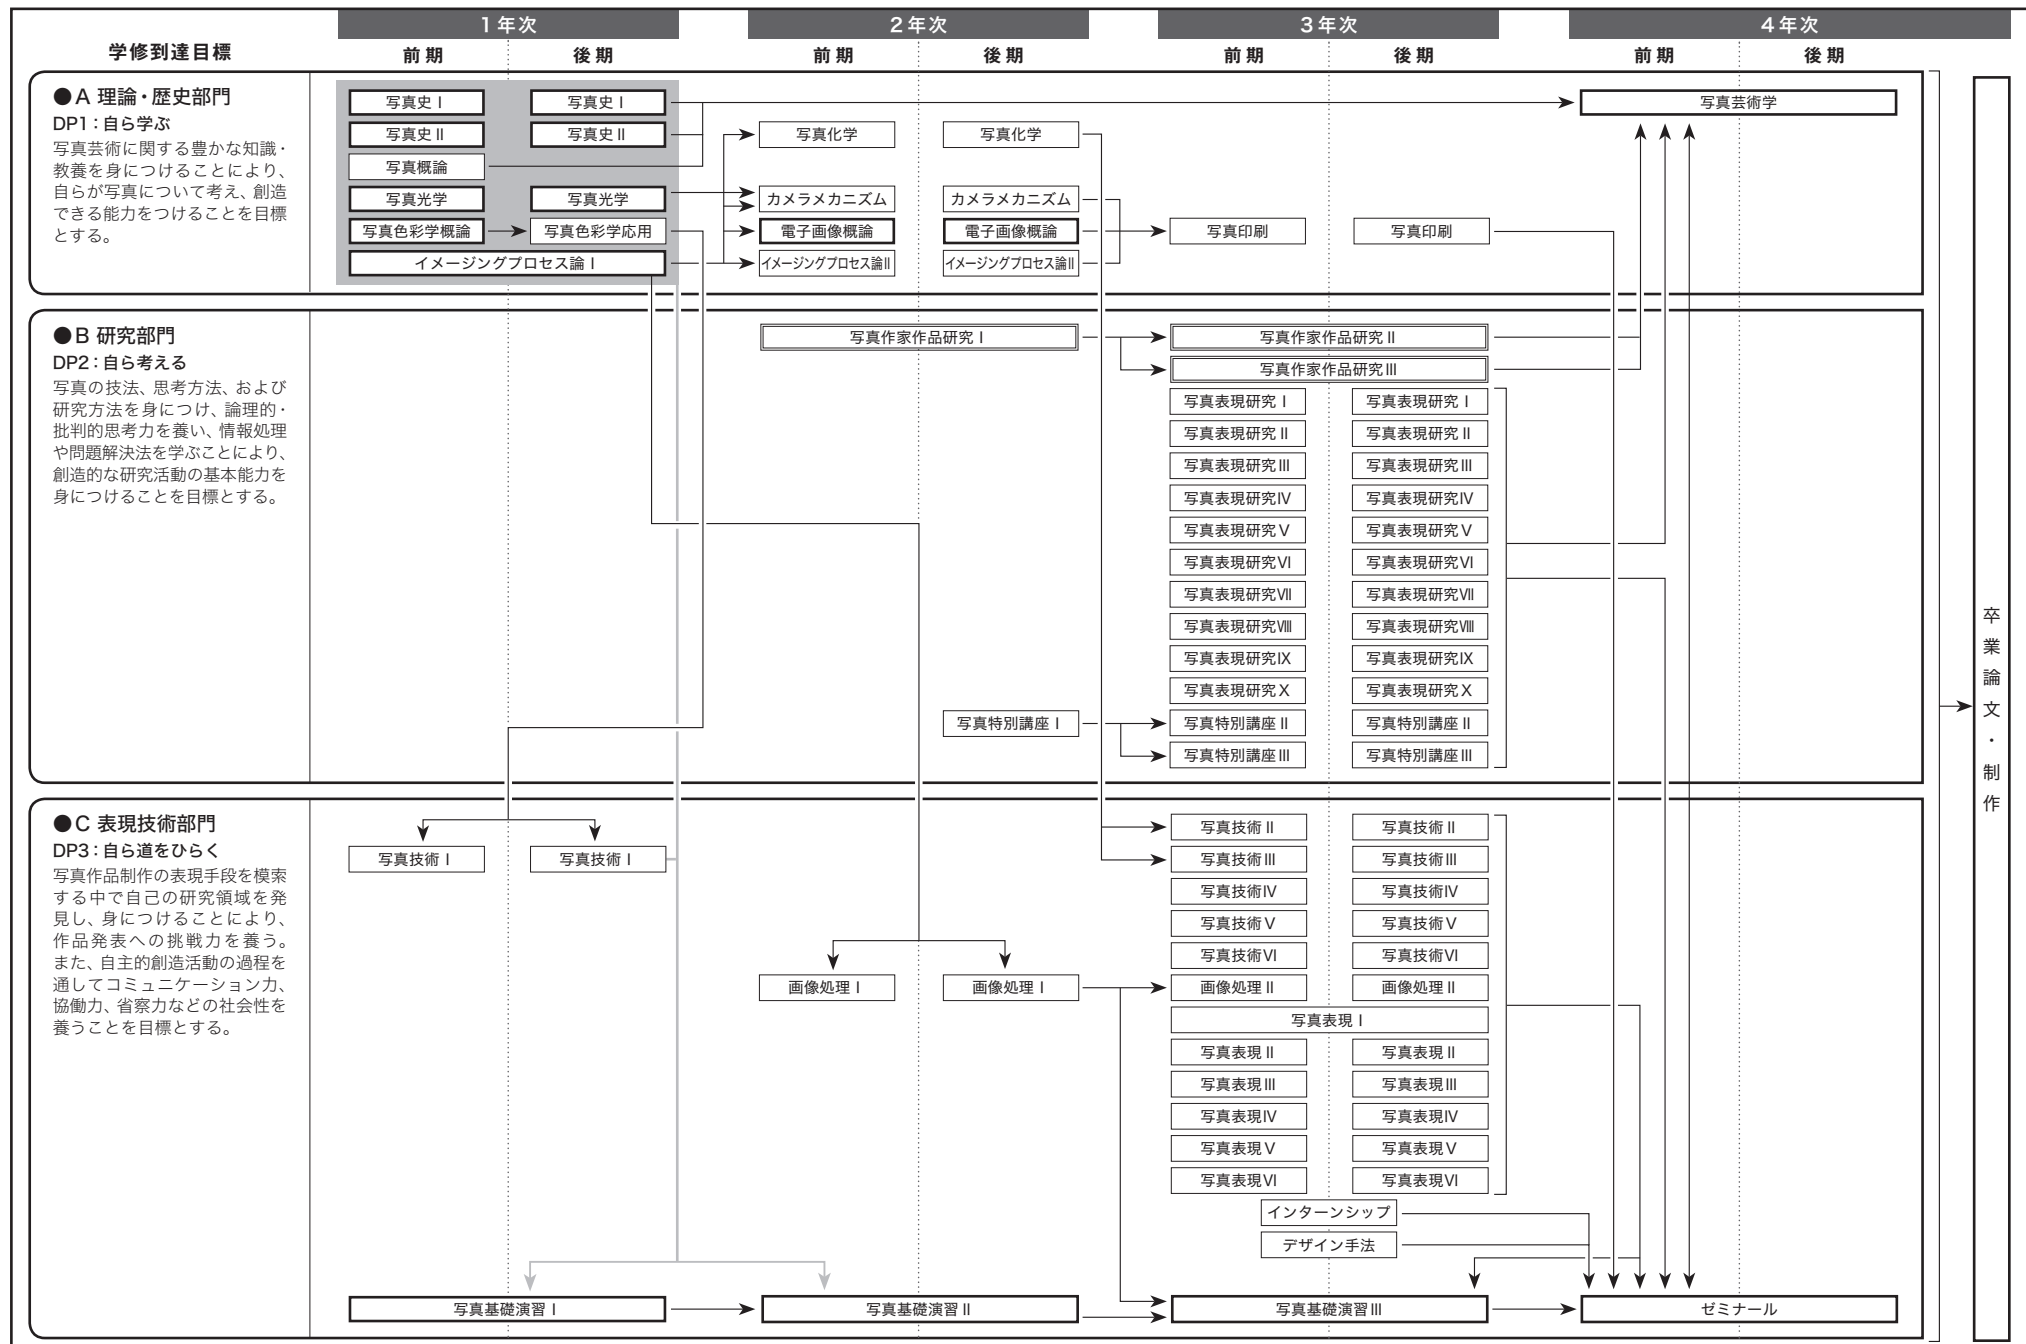 1年次
2年次
3年次
4年次
学修到達目標
前期
後期
前期
後期
前期
後期
前期
後期
●A 理論・歴史部門
DP1：自ら学ぶ
写真芸術に関する豊かな知識・
教養を身につけることにより、
自らが写真について考え、創造
できる能力をつけることを目標
とする。
写真史Ⅰ
写真史Ⅰ
写真芸術学
写真史Ⅱ
写真史Ⅱ
写真化学
写真化学
写真概論
写真光学
写真光学
カメラメカニズム
カメラメカニズム
写真色彩学概論
写真色彩学応用
電子画像概論
電子画像概論
写真印刷
写真印刷
イメージングプロセス論Ⅰ
イメージングプロセス論Ⅱ
イメージングプロセス論Ⅱ
●B 研究部門
DP2：自ら考える
写真の技法、思考方法、および
研究方法を身につけ、論理的・
批判的思考力を養い、情報処理
や問題解決法を学ぶことにより、
創造的な研究活動の基本能力を
身につけることを目標とする。
写真作家作品研究Ⅰ
写真作家作品研究Ⅱ
写真作家作品研究Ⅲ
写真表現研究Ⅰ
写真表現研究Ⅰ
写真表現研究Ⅱ
写真表現研究Ⅱ
写真表現研究Ⅲ
写真表現研究Ⅲ
写真表現研究Ⅳ
写真表現研究Ⅳ
写真表現研究Ⅴ
写真表現研究Ⅴ
写真表現研究Ⅵ
写真表現研究Ⅵ
写真表現研究Ⅶ
写真表現研究Ⅶ
写真表現研究Ⅷ
写真表現研究Ⅷ
写真表現研究Ⅸ
写真表現研究Ⅸ
写真表現研究Ⅹ
写真表現研究Ⅹ
写真特別講座Ⅰ
写真特別講座Ⅱ
写真特別講座Ⅱ
写真特別講座Ⅲ
写真特別講座Ⅲ
●C 表現技術部門
DP3：自ら道をひらく
写真作品制作の表現手段を模索
する中で自己の研究領域を発
見し、身につけることにより、
作品発表への挑戦力を養う。
また、自主的創造活動の過程を
通してコミュニケーション力、
協働力、省察力などの社会性を
養うことを目標とする。
写真技術Ⅰ
写真技術Ⅰ
写真技術Ⅱ
写真技術Ⅱ
写真技術Ⅲ
写真技術Ⅲ
写真技術Ⅳ
写真技術Ⅳ
写真技術Ⅴ
写真技術Ⅴ
写真技術Ⅵ
写真技術Ⅵ
画像処理Ⅰ
画像処理Ⅰ
画像処理Ⅱ
画像処理Ⅱ
写真表現Ⅰ
写真表現Ⅱ
写真表現Ⅱ
写真表現Ⅲ
写真表現Ⅲ
写真表現Ⅳ
写真表現Ⅳ
写真表現Ⅴ
写真表現Ⅴ
写真表現Ⅵ
写真表現Ⅵ
インターンシップ
デザイン手法
写真基礎演習Ⅰ
写真基礎演習Ⅱ
写真基礎演習Ⅲ
ゼミナール
卒業論文・制作